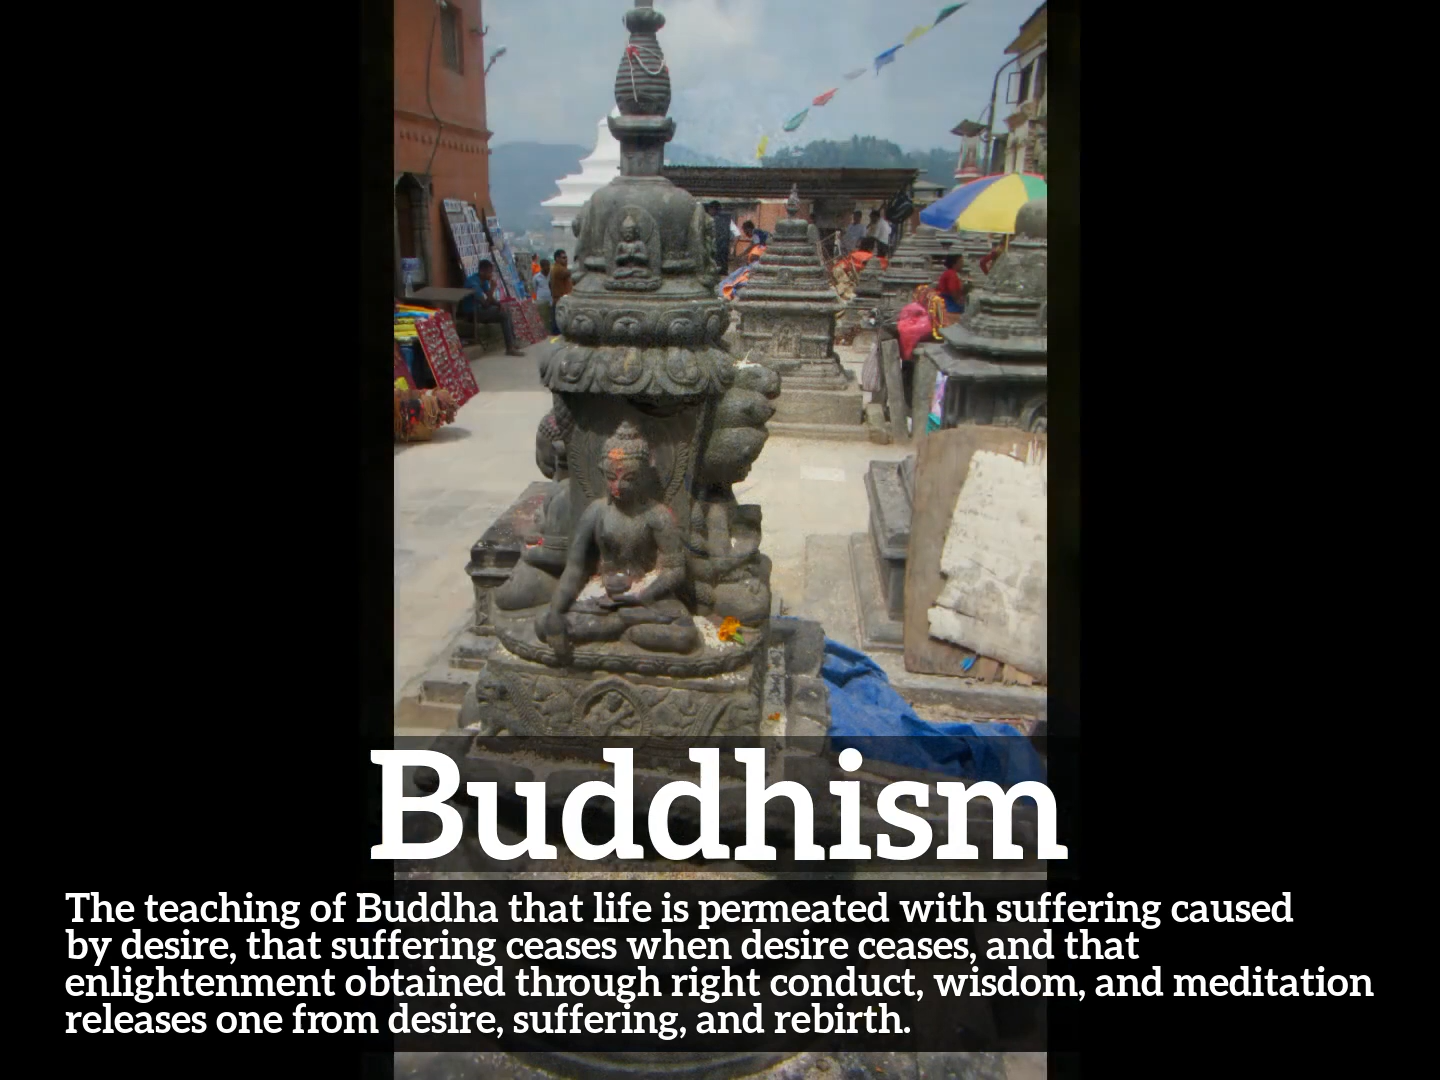 Buddhism
The teaching of Buddha that life is permeated with suffering caused
by desire, that suffering ceases when desire ceases, and that
enlightenment obtained through right conduct, wisdom, and meditation
releases one from desire, suffering, and rebirth.